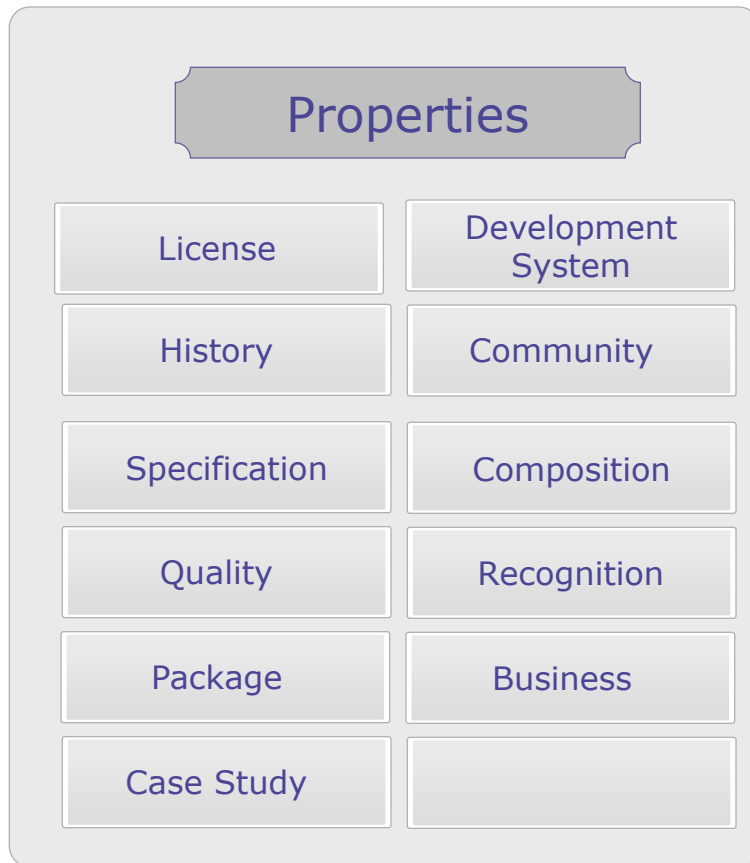 Properties
License
Development
System
History
Community
Specification
Composition
Quality
Recognition
Package
Business
Case Study